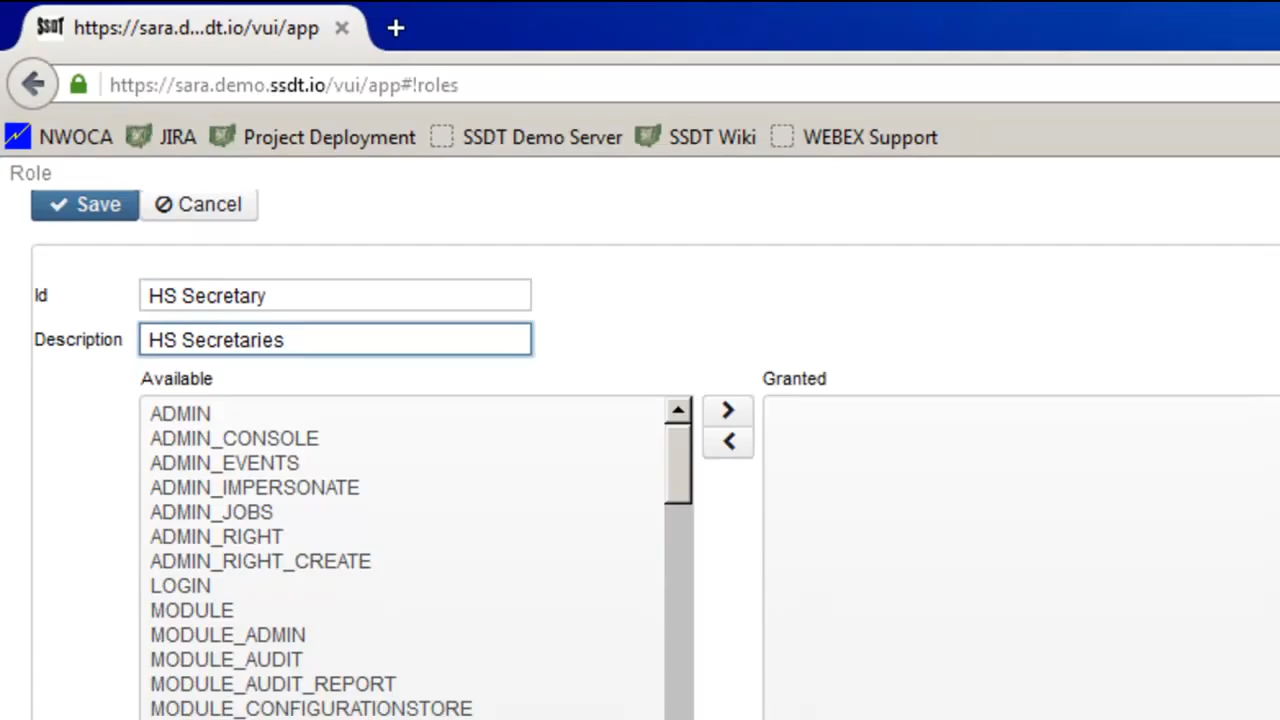 SSDT https://sara.d...dt.io/vui/app
https://sara.demo.ssdt.io/vui/app#!roles
NWOCA JIRA Project Deployment SSDT Demo Server SSDT Wiki WEBEX Support
Role
Save Cancel
Id HS Secretary
Description HS Secretaries
Available Granted
ADMIN
ADMIN_CONSOLE
ADMIN_EVENTS
ADMIN_IMPERSONATE
ADMIN_JOBS
ADMIN_RIGHT
ADMIN_RIGHT_CREATE
LOGIN
MODULE
MODULE_ADMIN
MODULE_AUDIT
MODULE_AUDIT_REPORT
MODULE_CONFIGURATIONSTORE